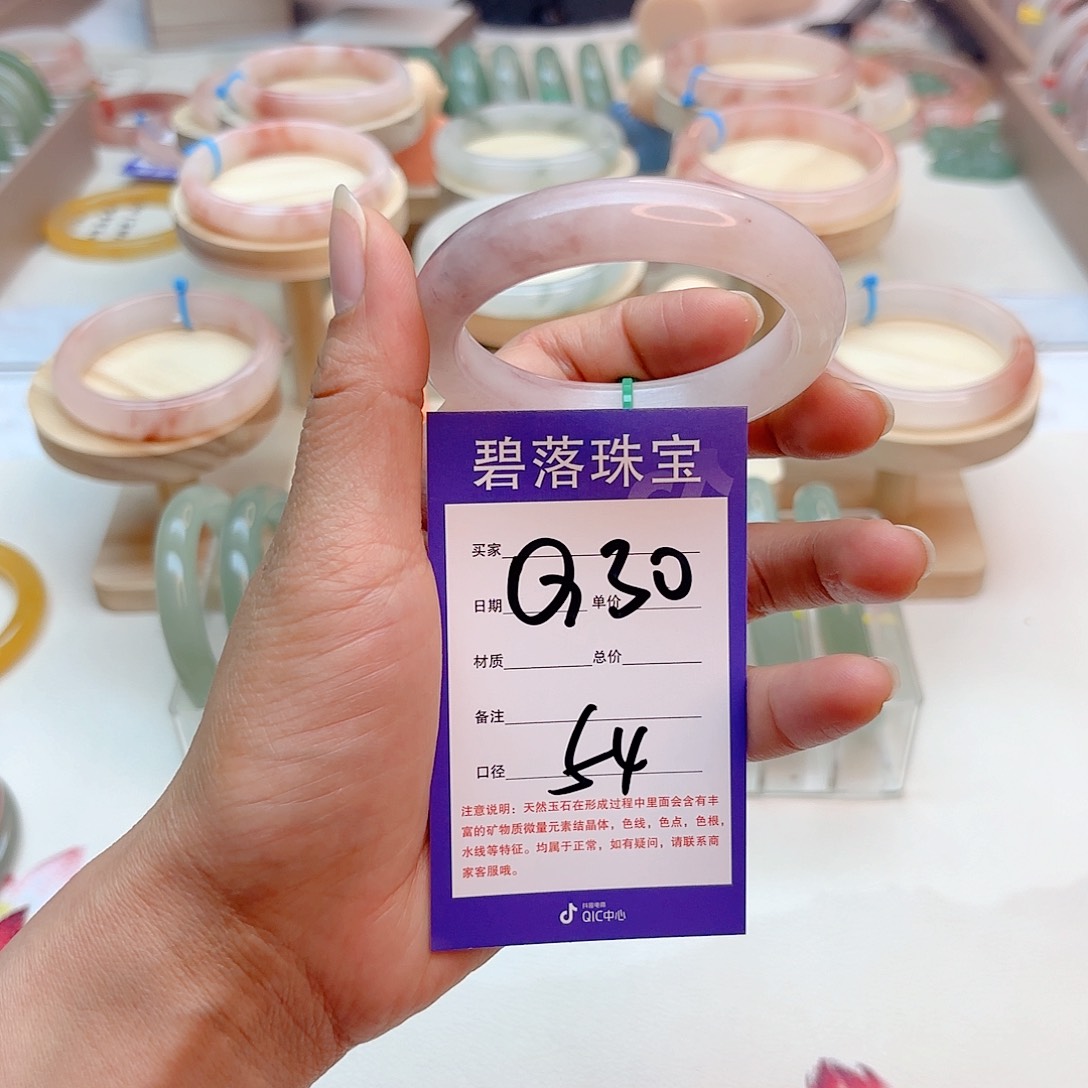 碧落珠宝
买家
Q30
日期 单价
材质 总价
备注
54
口径
注意说明：天然玉石在形成过程中里面会含有丰
富的矿物质微量元素结晶体，色线，色点，色根，
水线等特征。均属于正常，如有疑问，请联系商
家客服哦。
抖音电商
QIC中心